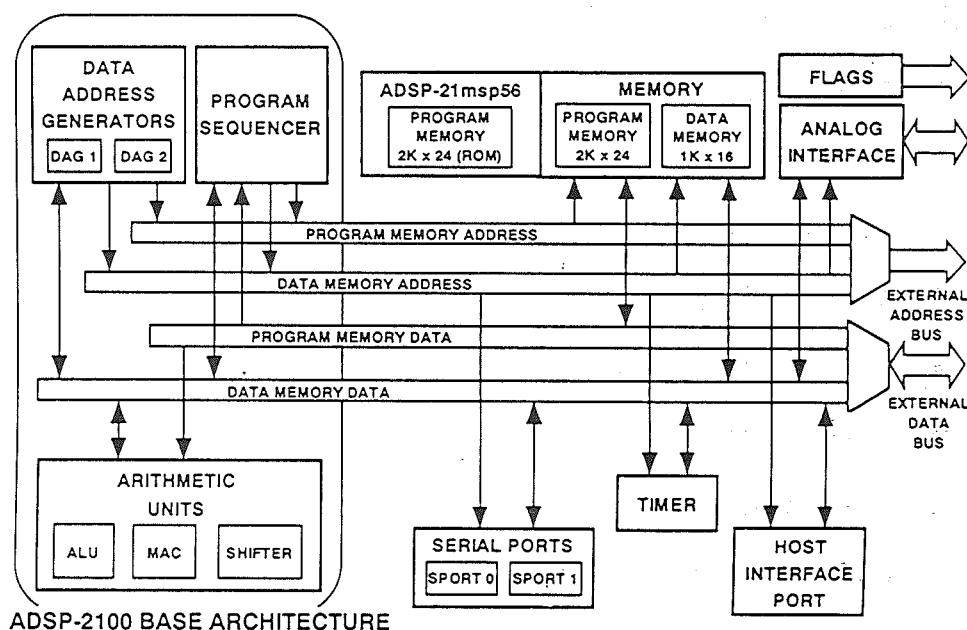 DATA
ADDRESS
GENERATORS
DAG 1
DAG 2
PROGRAM
SEQUENCER
ADSP-21msp56
PROGRAM
MEMORY
2K x 24 (ROM)
MEMORY
PROGRAM
MEMORY
2K x 24
DATA
MEMORY
1K x 16
FLAGS
ANALOG
INTERFACE
PROGRAM MEMORY ADDRESS
DATA MEMORY ADDRESS
EXTERNAL
ADDRESS
BUS
PROGRAM MEMORY DATA
DATA MEMORY DATA
EXTERNAL
DATA
BUS
ARITHMETIC
UNITS
ALU
MAC
SHIFTER
SERIAL PORTS
SPORT 0
SPORT 1
TIMER
HOST
INTERFACE
PORT
ADSP-2100 BASE ARCHITECTURE